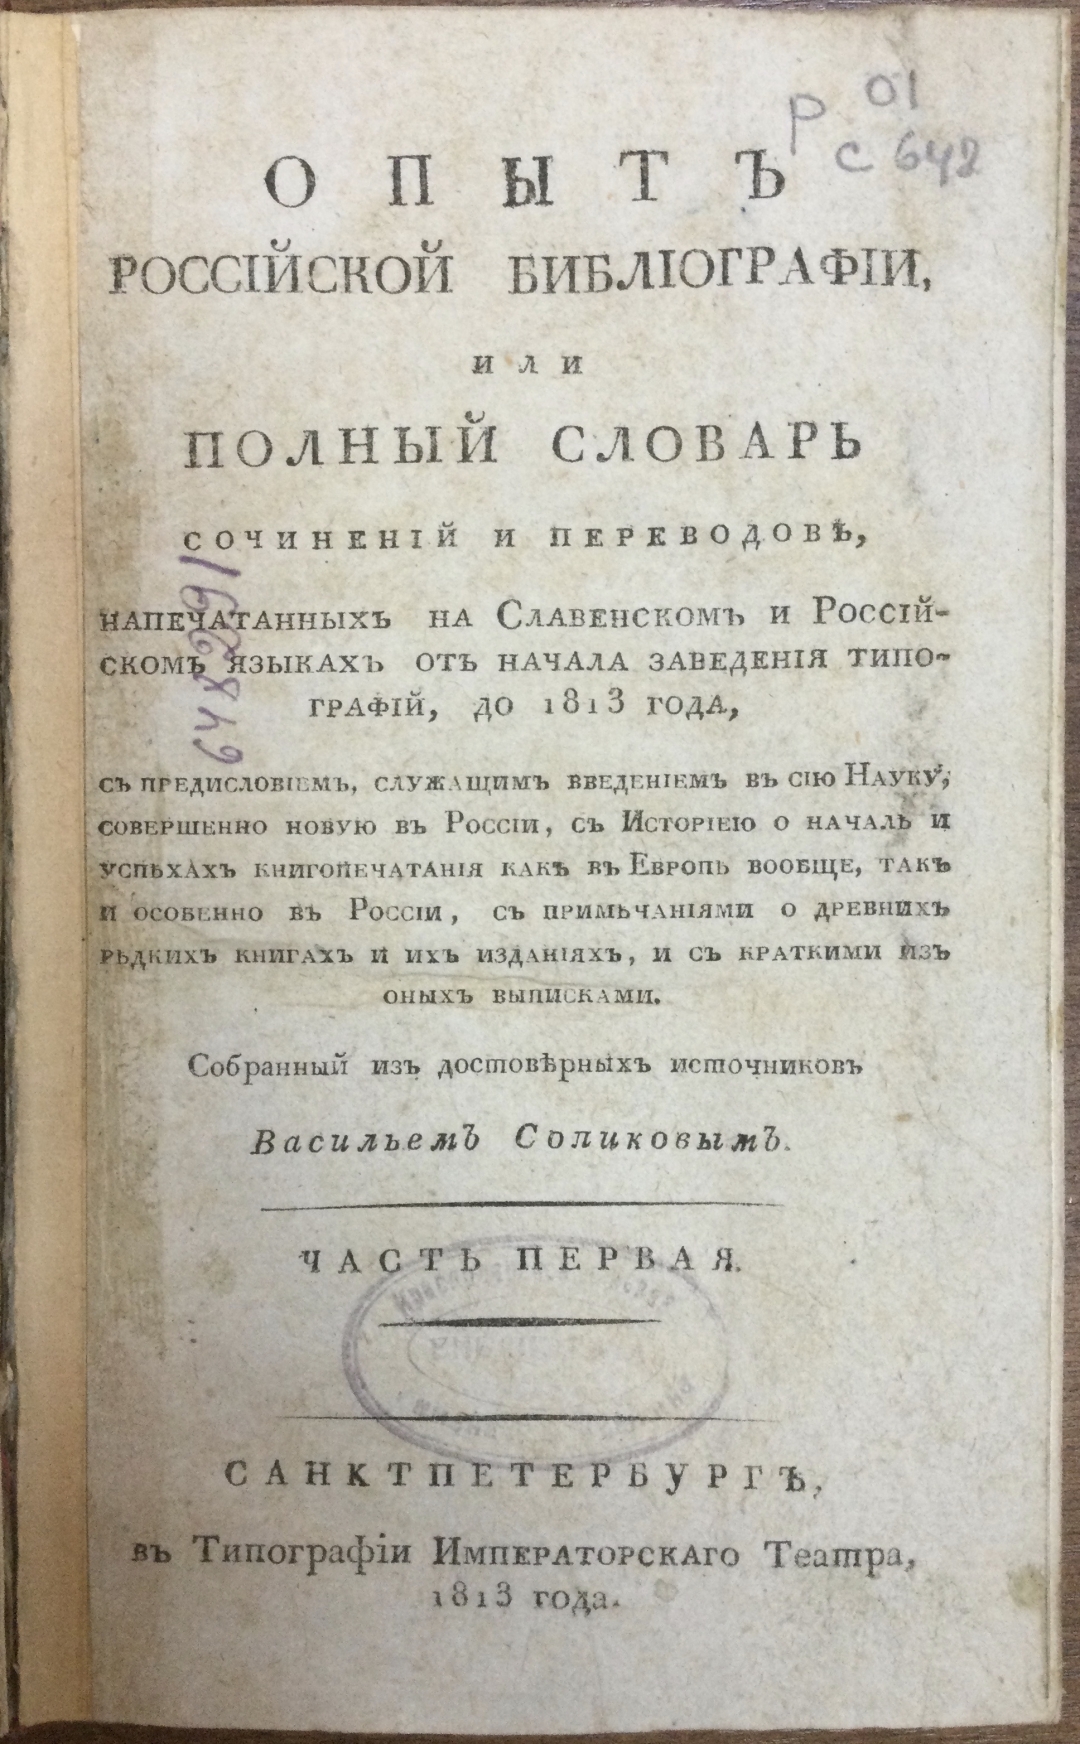 Р 01
С 648
ОПЫТЪ
РОССІЙСКОЙ БИБЛІОГРАФІИ,
или
ПОЛНЫЙ СЛОВАРЬ
СОЧИНЕНІЙ И ПЕРЕВОДОВЪ,
НАПЕЧАТАННЫХЪ НА СЛАВЕНСКОМЪ И РОССІЙ-
СКОМЪ ЯЗЫКАХЪ ОТЪ НАЧАЛА ЗАВЕДЕНІЯ ТИПО-
ГРАФІЙ, ДО 1813 ГОДА,
СЪ ПРЕДИСЛОВІЕМЪ, СЛУЖАЩИМЪ ВВЕДЕНІЕМЪ ВЪ СІЮ НАУКУ,
СОВЕРШЕННО НОВУЮ ВЪ РОССІИ, СЪ ИСТОРІЕЮ О НАЧАЛѢ И
УСПѢХАХЪ КНИГОПЕЧАТАНІЯ КАКЪ ВЪ ЕВРОПѢ ВООБЩЕ, ТАКЪ
И ОСОБЕННО ВЪ РОССІИ, СЪ ПРИМѢЧАНІЯМИ О ДРЕВНИХЪ
РѢДКИХЪ КНИГАХЪ И ИХЪ ИЗДАНІЯХЪ, И СЪ КРАТКИМИ ИЗЪ
ОНЫХЪ ВЫПИСКАМИ.
Собранный изъ достовѣрныхъ источниковъ
Васильемъ Сопиковымъ.
ЧАСТЬ ПЕРВАЯ.
САНКТПЕТЕРБУРГЪ,
въ Типографіи ИМПЕРАТОРСКАГО Театра,
1813 года.
648291